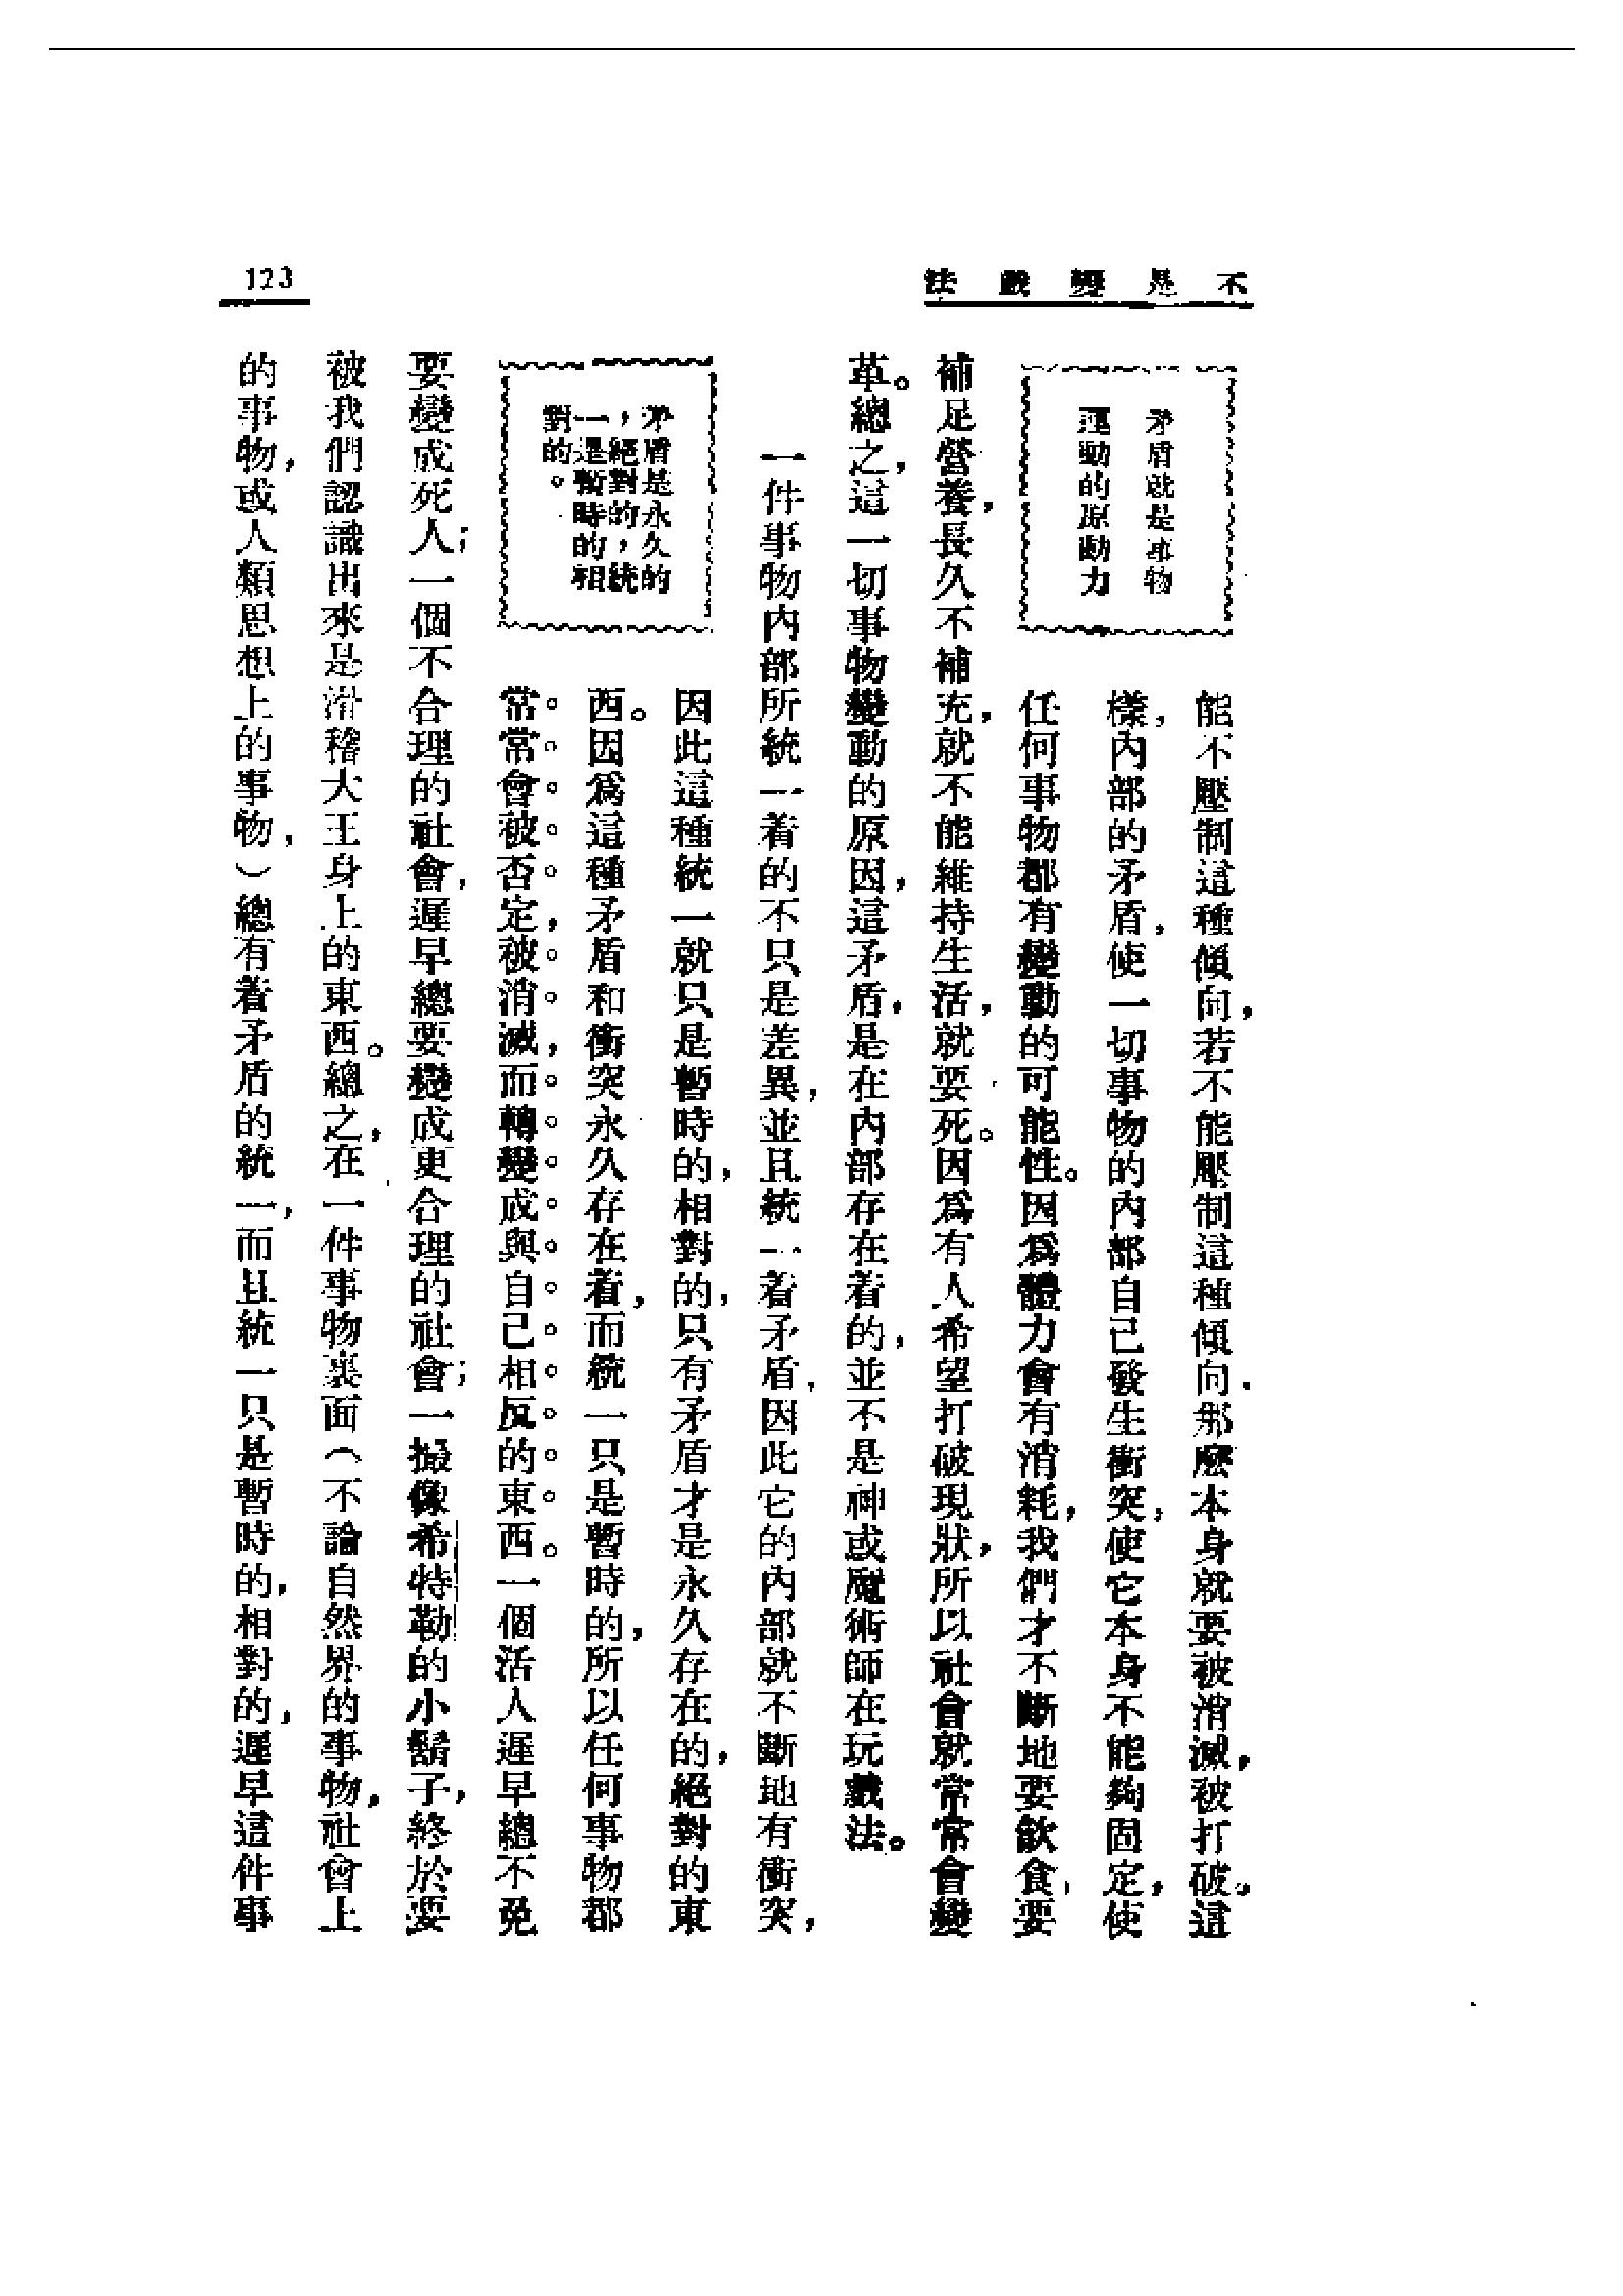 不是變戲法
123
矛盾就是事物
運動的原動力
能不壓制這種傾向，若不能壓制這種傾向，那麽本身就要被消滅，被打破。這
樣，內部的矛盾，使一切事物的內部自己發生衝突，使它本身不能夠固定，使
任何事物都有變動的可能性。因爲體力會有消耗，我們才不斷地要飲食，要
補足營養，長久不補充，就不能維持生活，就要死。因爲有人希望打破現狀，所以社會就常常會變
革。總之，這一切事物變動的原因，這矛盾，是在內部存在着的，並不是神或魔術師在玩戲法。
一件事物內部所統一着的不只是差異，並且統一着矛盾，因此它的內部就不斷地有衝突，
矛盾是永久的
，絕對的，統
一是暫時的相
對的。
因此這種統一就只是暫時的，相對的，只有矛盾才是永久存在的，絕對的東
西。因爲這種矛盾和衝突永久存在着，而統一只是暫時的，所以任何事物都
常常會被否定，被消滅，而轉變成與自己相反的東西。一個活人遲早總不免
要變成死人；一個不合理的社會，遲早總要變成更合理的社會；一撮像希特勒的小鬍子，終於要
被我們認識出來是滑稽大王身上的東西。總之，在一件事物裏面（不論自然界的事物，社會上
的事物，或人類思想上的事物，）總有着矛盾的統一，而且統一只是暫時的，相對的，遲早這件事